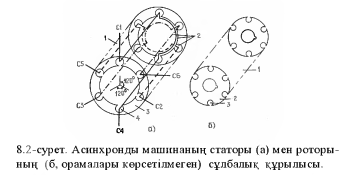 C1
1
2
C5
C6
120°
120°
C3
C2
3
4
C4
1
2
3
а)
б)
8.2-сурет. Асинхронды машинаның статоры (а) мен роторы-
ның (б, орамалары көрсетілмеген) сұлбалық құрылысы.